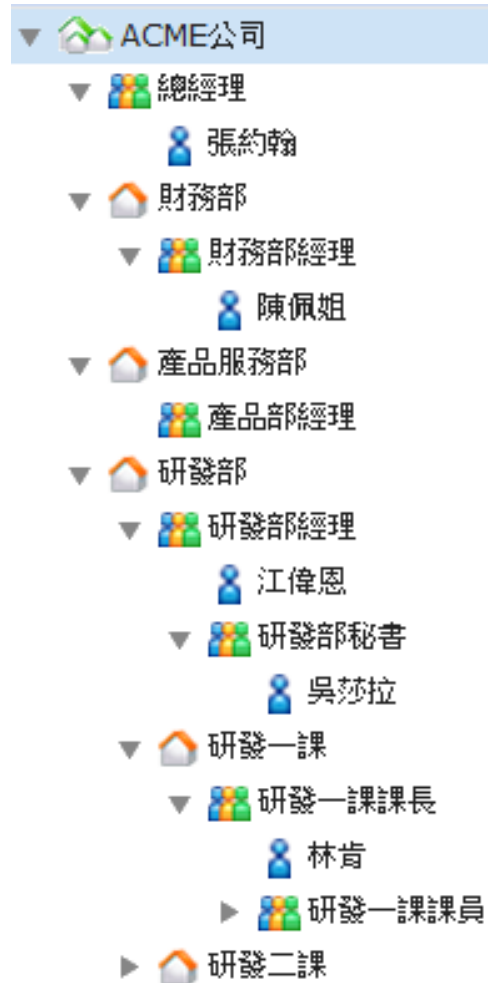 ACME公司
總經理
張約翰
財務部
財務部經理
陳佩姐
產品服務部
產品部經理
研發部
研發部經理
江偉恩
研發部秘書
吳莎拉
研發一課
研發一課課長
林肯
研發一課課員
研發二課